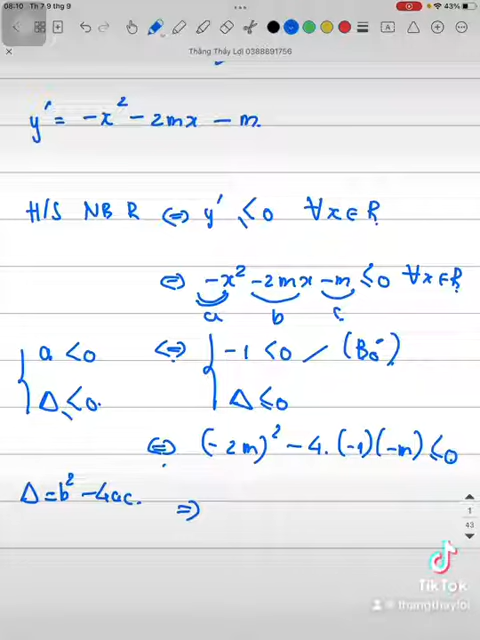 08:10 Th 7 9 thg 9
43%
Thắng Thầy Lợi 0388891756
y' = -x² - 2mx - m.
H/S NB R ⇔ y' ≤ 0 ∀x ∈ R
⇔ -x² - 2mx - m ≤ 0 ∀x ∈ R
a b c
{ a < 0 ⇔ { -1 < 0 / (Bỏ)
Δ ≤ 0. Δ ≤ 0
⇔ (-2m)² - 4.(-1)(-m) ≤ 0
Δ = b² - 4ac. ⇒
1
43
TikTok
@thangthayloi